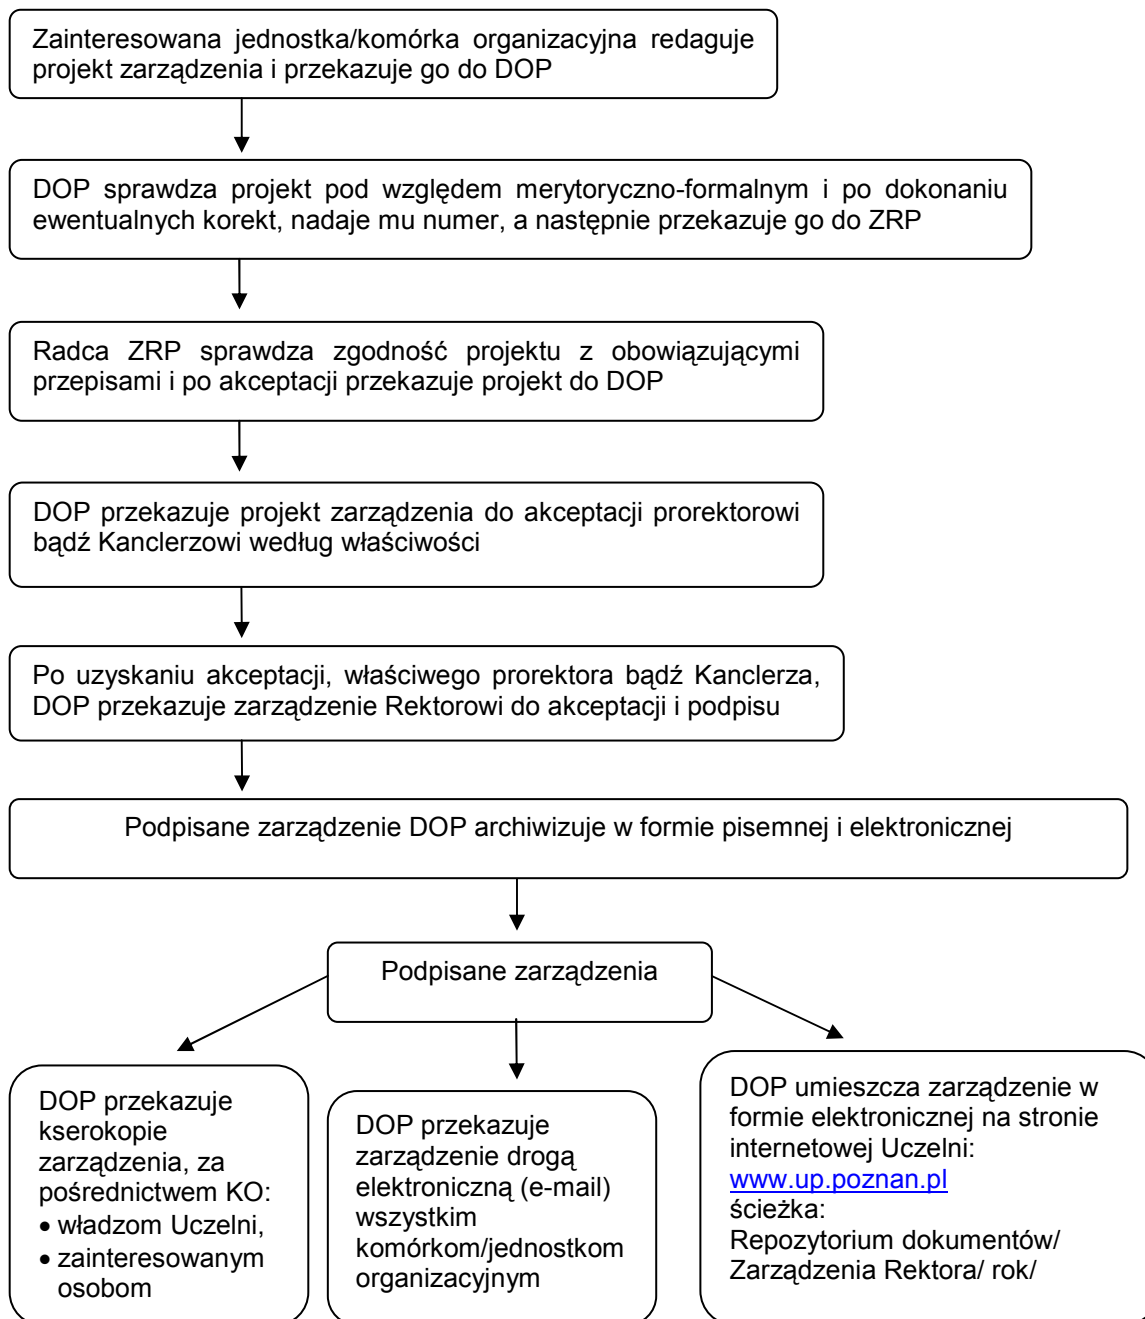 Zainteresowana jednostka/komórka organizacyjna redaguje
projekt zarządzenia i przekazuje go do DOP
DOP sprawdza projekt pod względem merytoryczno-formalnym i po dokonaniu
ewentualnych korekt, nadaje mu numer, a następnie przekazuje go do ZRP
Radca ZRP sprawdza zgodność projektu z obowiązującymi
przepisami i po akceptacji przekazuje projekt do DOP
DOP przekazuje projekt zarządzenia do akceptacji prorektorowi
bądź Kanclerzowi według właściwości
Po uzyskaniu akceptacji, właściwego prorektora bądź Kanclerza,
DOP przekazuje zarządzenie Rektorowi do akceptacji i podpisu
Podpisane zarządzenie DOP archiwizuje w formie pisemnej i elektronicznej
Podpisane zarządzenia
DOP przekazuje
kserokopie
zarządzenia, za
pośrednictwem KO:
• władzom Uczelni,
• zainteresowanym
osobom
DOP przekazuje
zarządzenie drogą
elektroniczną (e-mail)
wszystkim
komórkom/jednostkom
organizacyjnym
DOP umieszcza zarządzenie w
formie elektronicznej na stronie
internetowej Uczelni:
www.up.poznan.pl
ścieżka:
Repozytorium dokumentów/
Zarządzenia Rektora/ rok/